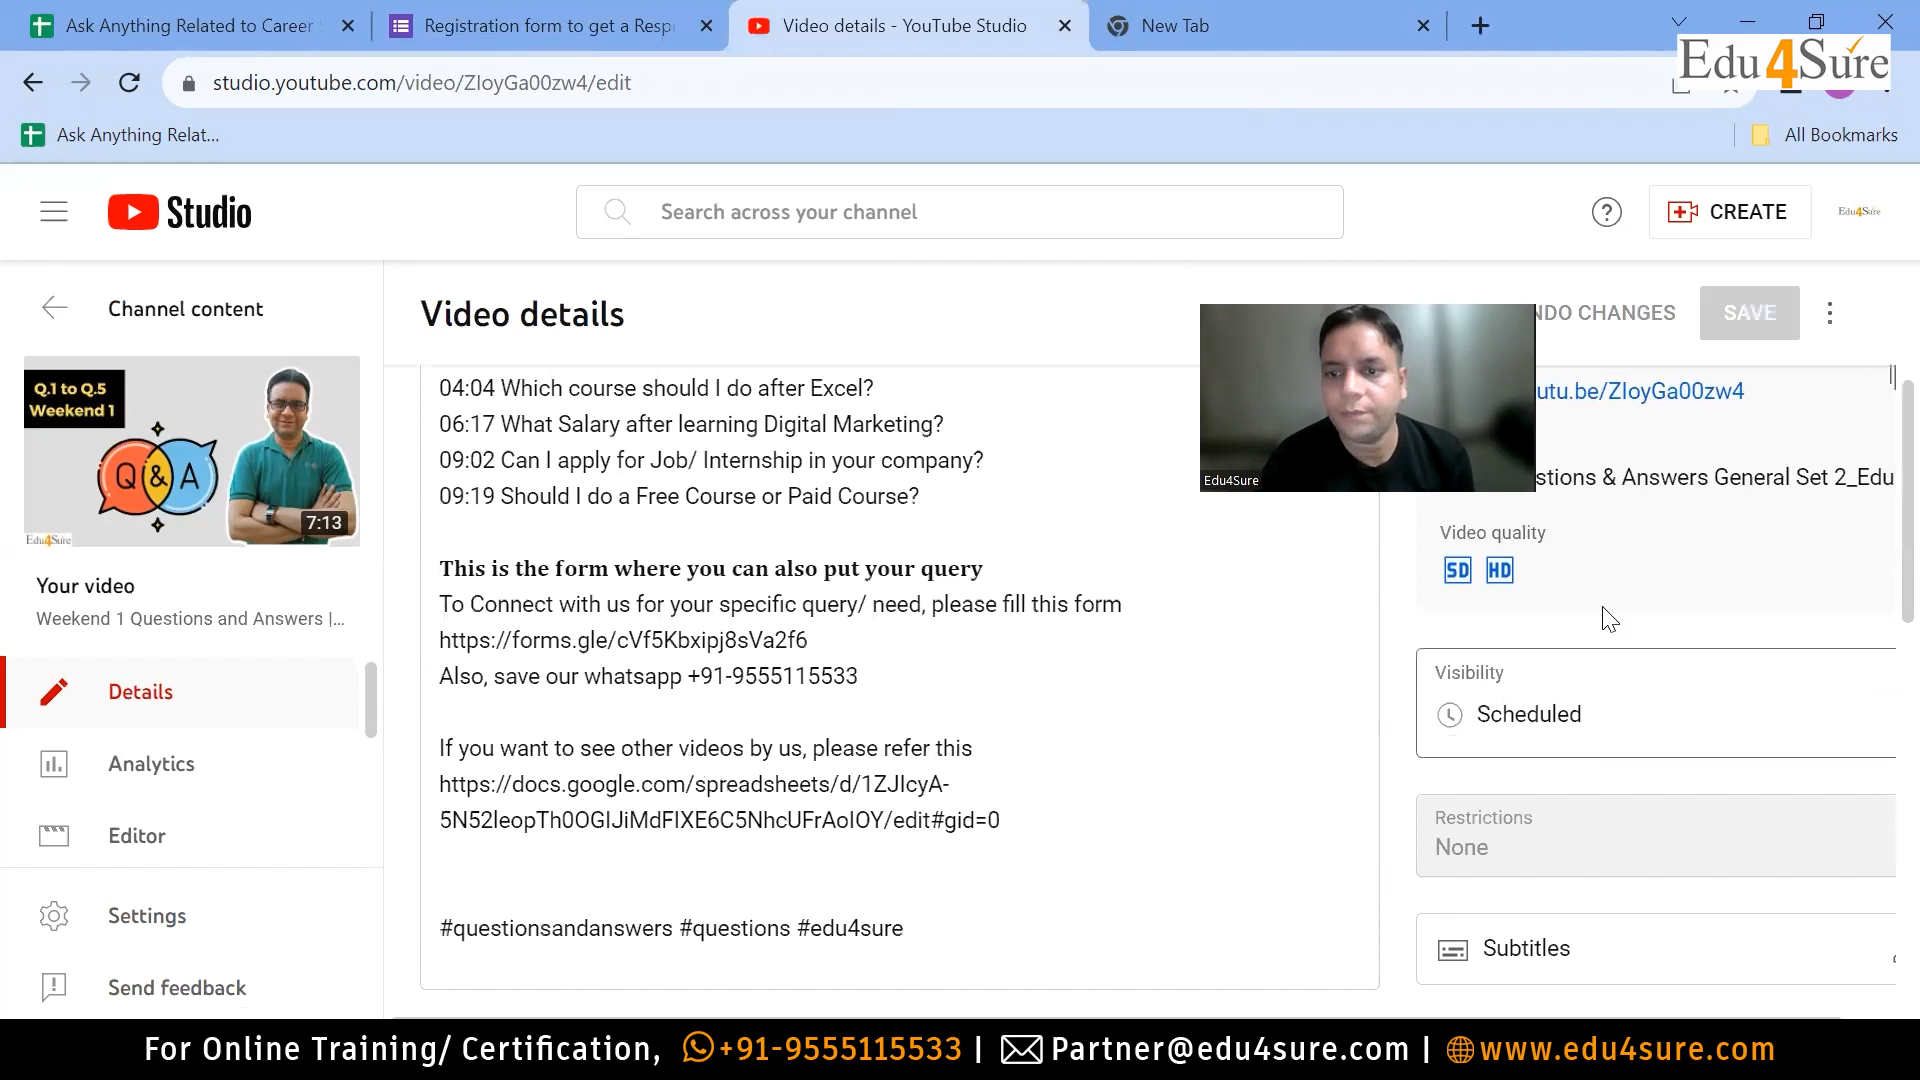 Ask Anything Related to Career
Registration form to get a Resp
Video details - YouTube Studio
New Tab
Edu4Sure
studio.youtube.com/video/ZIoyGa00zw4/edit
Ask Anything Relat...
All Bookmarks
Studio
Search across your channel
CREATE
Edu4Sure
Channel content
Video details
NDO CHANGES
SAVE
Q.1 to Q.5
Weekend 1
Q & A
7:13
Edu4Sure
Your video
Weekend 1 Questions and Answers |...
Details
Analytics
Editor
Settings
Send feedback
04:04 Which course should I do after Excel?
06:17 What Salary after learning Digital Marketing?
09:02 Can I apply for Job/ Internship in your company?
09:19 Should I do a Free Course or Paid Course?
This is the form where you can also put your query
To Connect with us for your specific query/ need, please fill this form
https://forms.gle/cVf5Kbxipj8sVa2f6
Also, save our whatsapp +91-9555115533
If you want to see other videos by us, please refer this
https://docs.google.com/spreadsheets/d/1ZJIcyA-
5N52leopTh0OGIJiMdFIXE6C5NhcUFrAoIOY/edit#gid=0
#questionsandanswers #questions #edu4sure
Edu4Sure
utu.be/ZIoyGa00zw4
stions & Answers General Set 2_Edu
Video quality
SD HD
Visibility
Scheduled
Restrictions
None
Subtitles
For Online Training/ Certification, +91-9555115533 | Partner@edu4sure.com | www.edu4sure.com